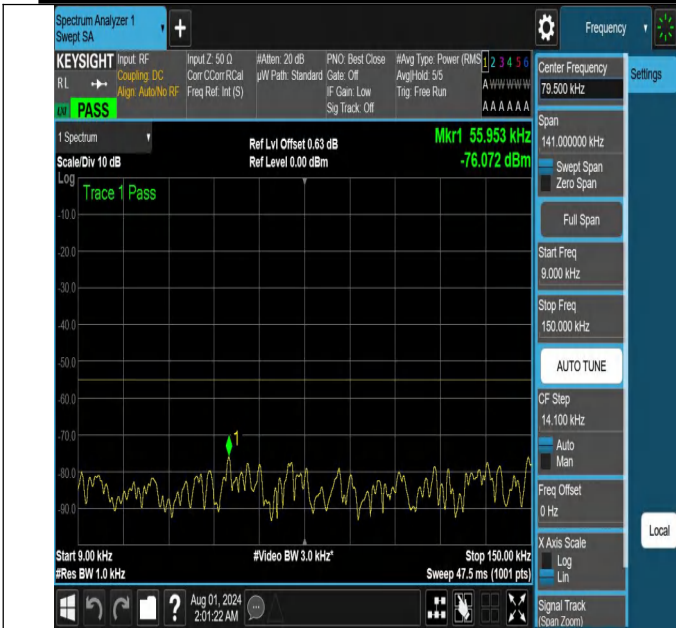 Spectrum Analyzer 1
Swept SA
+
Frequency
KEYSIGHT
Input: RF
Input Z: 50 Ω
#Atten: 20 dB
PNO: Best Close
#Avg Type: Power (RMS
1 2 3 4 5 6
RL
Coupling: DC
Corr CCorr RCal
µW Path: Standard
Gate: Off
Avg|Hold: 5/5
A W W W W W
Align: Auto/No RF
Freq Ref: Int (S)
IF Gain: Low
Trig: Free Run
Sig Track: Off
A A A A A A
PASS
1 Spectrum
Ref Lvl Offset 0.63 dB
Mkr1 55.953 kHz
Scale/Div 10 dB
Ref Level 0.00 dBm
-76.072 dBm
Log
Trace 1 Pass
-10.0
-20.0
-30.0
-40.0
-50.0
-60.0
-70.0
1
-80.0
-90.0
Start 9.00 kHz
#Video BW 3.0 kHz*
Stop 150.00 kHz
#Res BW 1.0 kHz
Sweep 47.5 ms (1001 pts)
Center Frequency
79.500 kHz
Settings
Span
141.000000 kHz
Swept Span
Zero Span
Full Span
Start Freq
9.000 kHz
Stop Freq
150.000 kHz
AUTO TUNE
CF Step
14.100 kHz
Auto
Man
Freq Offset
0 Hz
X Axis Scale
Log
Lin
Local
Signal Track
(Span Zoom)
?
Aug 01, 2024
2:01:22 AM